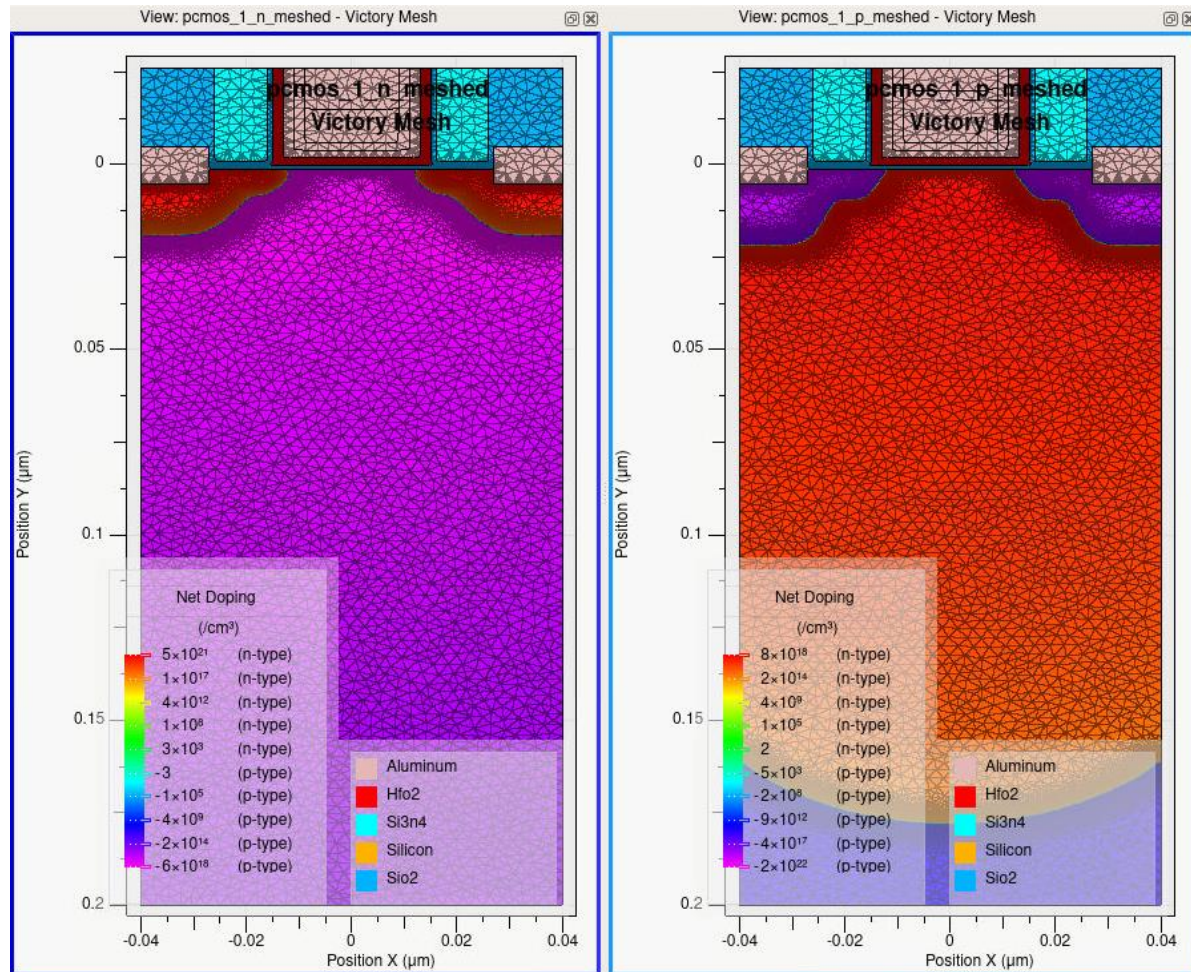 View: pcmos_1_n_meshed - Victory Mesh
pcmos_1_n_meshed
Victory Mesh
0
0.05
0.1
0.15
0.2
Position Y (µm)
Net Doping
(/cm³)
5×10²¹ (n-type)
1×10¹⁷ (n-type)
4×10¹² (n-type)
1×10⁸ (n-type)
3×10³ (n-type)
-3 (p-type)
-1×10⁵ (p-type)
-4×10⁹ (p-type)
-2×10¹⁴ (p-type)
-6×10¹⁸ (p-type)
Aluminum
Hfo2
Si3n4
Silicon
Sio2
-0.04 -0.02 0 0.02 0.04
Position X (µm)
View: pcmos_1_p_meshed - Victory Mesh
pcmos_1_p_meshed
Victory Mesh
0
0.05
0.1
0.15
0.2
Position Y (µm)
Net Doping
(/cm³)
8×10¹⁸ (n-type)
2×10¹⁴ (n-type)
4×10⁹ (n-type)
1×10⁵ (n-type)
2 (n-type)
-5×10³ (p-type)
-2×10⁸ (p-type)
-9×10¹² (p-type)
-4×10¹⁷ (p-type)
-2×10²² (p-type)
Aluminum
Hfo2
Si3n4
Silicon
Sio2
-0.04 -0.02 0 0.02 0.04
Position X (µm)